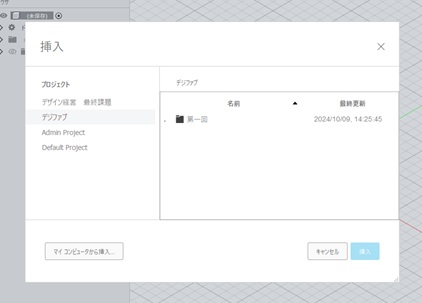 (未保存)
挿入
プロジェクト
デザイン経営　最終課題
デジファブ
Admin Project
Default Project
デジファブ
名前
最終更新
第一回
2024/10/09, 14:25:45
マイ コンピュータから挿入...
キャンセル
挿入